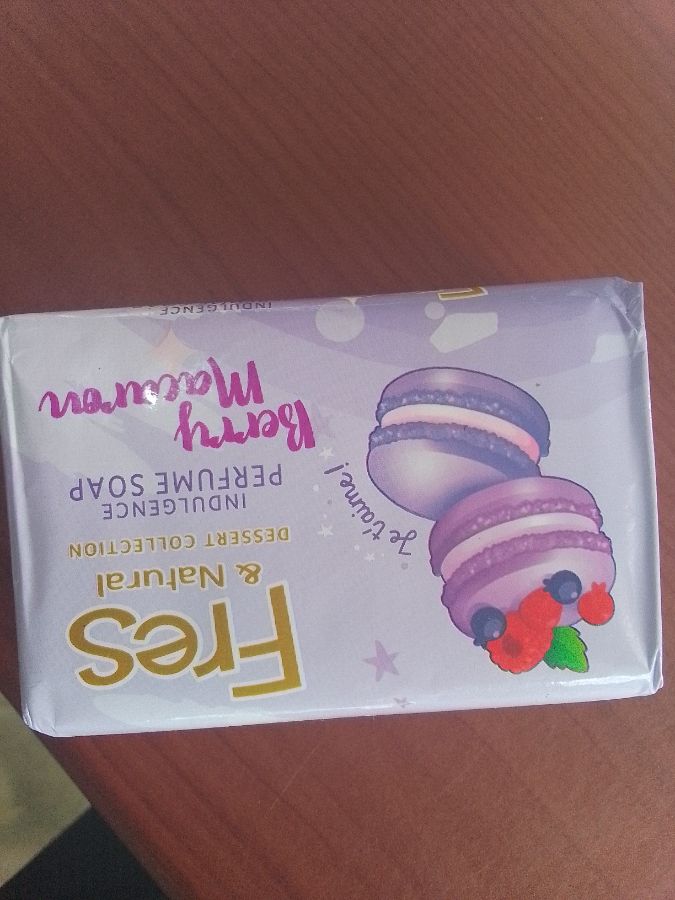 Fres
& Natural
DESSERT COLLECTION
INDULGENCE
PERFUME SOAP
Berry
Macaron
Je t'aime!
INDULGENCE